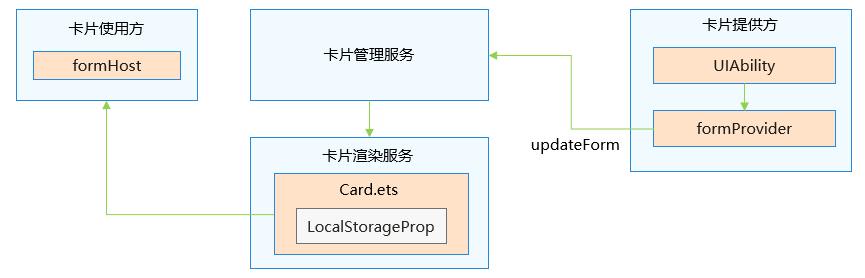 卡片使用方
formHost
卡片管理服务
卡片提供方
UIAbility
formProvider
updateForm
卡片渲染服务
Card.ets
LocalStorageProp